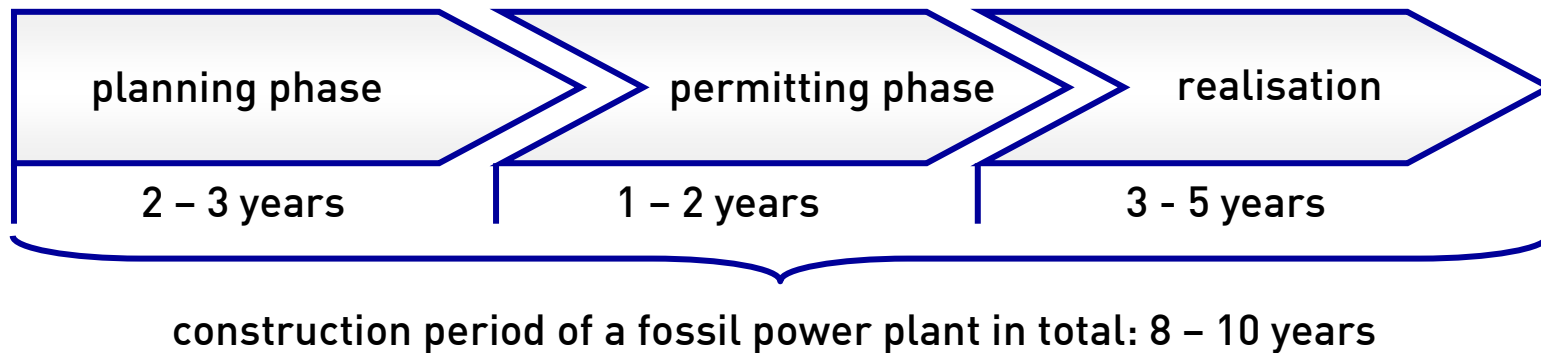 planning phase
permitting phase
realisation
2 – 3 years
1 – 2 years
3 - 5 years
construction period of a fossil power plant in total: 8 – 10 years